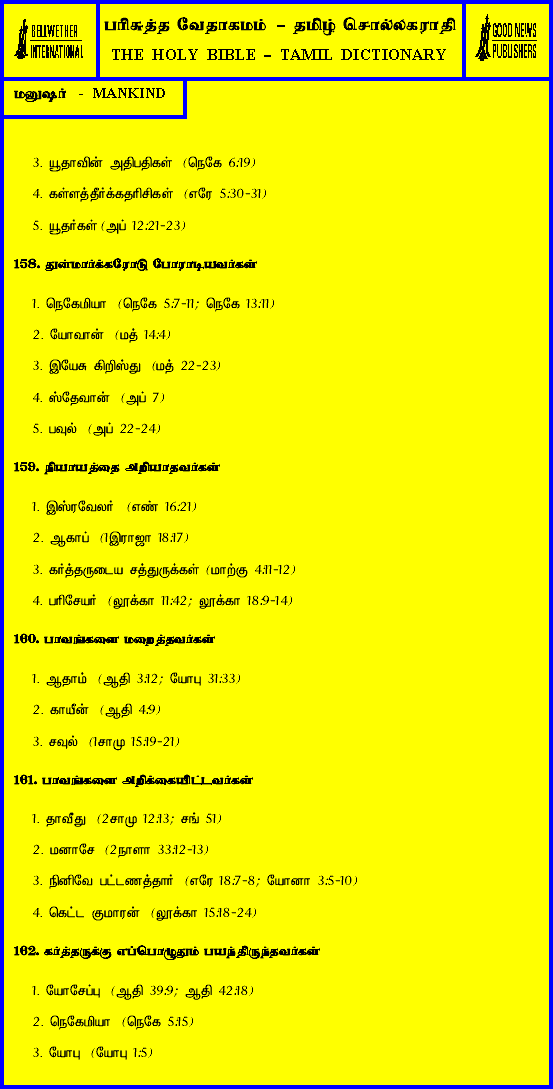 BELLWETHER
INTERNATIONAL
பரிசுத்த வேதாகமம் – தமிழ் சொல்லகராதி
THE HOLY BIBLE – TAMIL DICTIONARY
GOOD NEWS
PUBLISHERS
மனுஷர் - MANKIND
3. யூதாவின் அதிபதிகள் (நெகே 6:19)
4. கள்ளத்தீர்க்கதரிசிகள் (எரே 5:30-31)
5. யூதர்கள் (அப் 12:21-23)
158. துன்மார்க்கரோடு போராடியவர்கள்
1. நெகேமியா (நெகே 5:7-11; நெகே 13:11)
2. யோவான் (மத் 14:4)
3. இயேசு கிறிஸ்து (மத் 22-23)
4. ஸ்தேவான் (அப் 7)
5. பவுல் (அப் 22-24)
159. நியாயத்தை அறியாதவர்கள்
1. இஸ்ரவேலர் (எண் 16:21)
2. ஆகாப் (1இராஜா 18:17)
3. கர்த்தருடைய சத்துருக்கள் (மாற்கு 4:11-12)
4. பரிசேயர் (லூக்கா 11:42; லூக்கா 18:9-14)
160. பாவங்களை மறைத்தவர்கள்
1. ஆதாம் (ஆதி 3:12; யோபு 31:33)
2. காயீன் (ஆதி 4:9)
3. சவுல் (1சாமு 15:19-21)
161. பாவங்களை அறிக்கையிட்டவர்கள்
1. தாவீது (2சாமு 12:13; சங் 51)
2. மனாசே (2நாளா 33:12-13)
3. நினிவே பட்டணத்தார் (எரே 18:7-8; யோனா 3:5-10)
4. கெட்ட குமாரன் (லூக்கா 15:18-24)
162. கர்த்தருக்கு எப்பொழுதும் பயந்திருந்தவர்கள்
1. யோசேப்பு (ஆதி 39:9; ஆதி 42:18)
2. நெகேமியா (நெகே 5:15)
3. யோபு (யோபு 1:5)